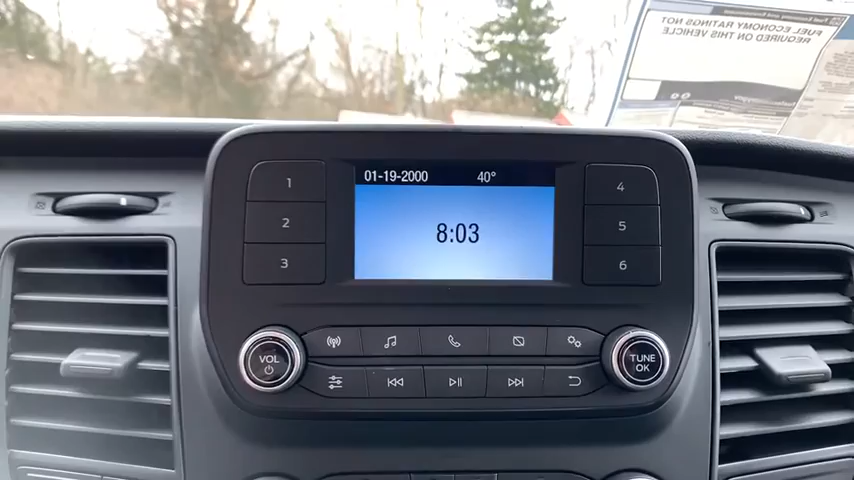 FUEL ECONOMY RATINGS NOT
REQUIRED ON THIS VEHICLE
01-19-2000 40°
8:03
1
2
3
4
5
6
VOL
TUNE
OK